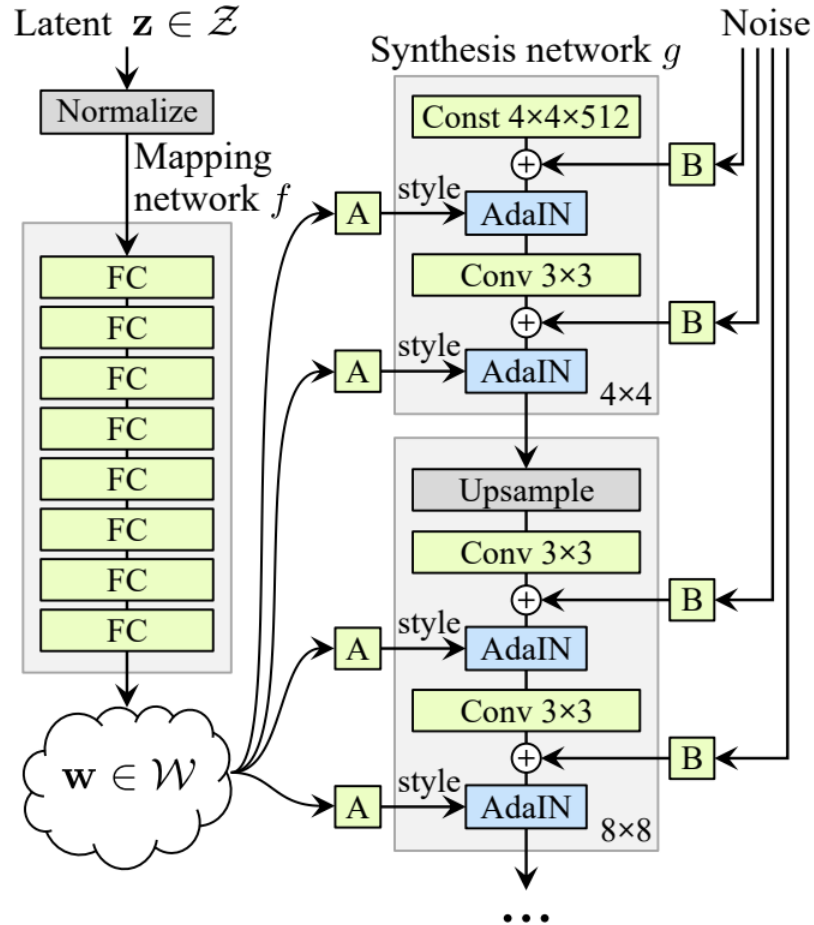 Latent z ∈ 𝒵
Normalize
Mapping
network f
FC
FC
FC
FC
FC
FC
FC
FC
w ∈ 𝒲
Synthesis network g
Noise
Const 4×4×512
+
B
A
style
AdaIN
Conv 3×3
+
B
A
style
AdaIN
4×4
Upsample
Conv 3×3
+
B
A
style
AdaIN
Conv 3×3
+
B
A
style
AdaIN
8×8
...